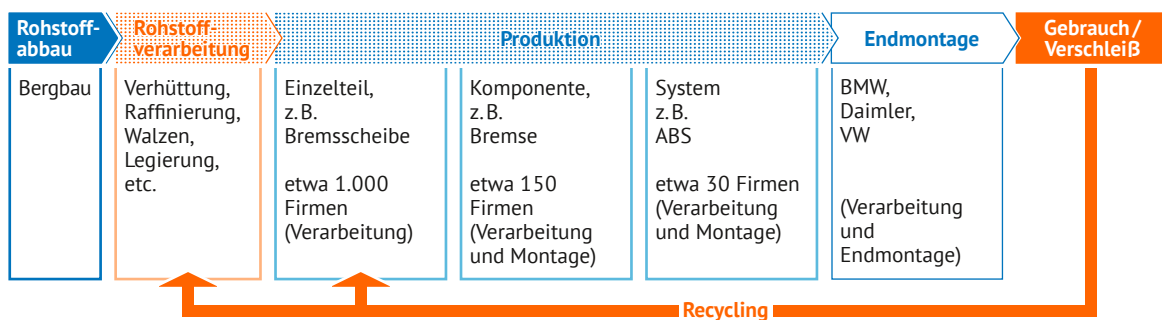 Rohstoff-
abbau
Rohstoff-
verarbeitung
Produktion
Endmontage
Gebrauch /
Verschleiß
Bergbau
Verhüttung,
Raffinierung,
Walzen,
Legierung,
etc.
Einzelteil,
z. B.
Bremsscheibe
etwa 1.000
Firmen
(Verarbeitung)
Komponente,
z. B.
Bremse
etwa 150
Firmen
(Verarbeitung
und Montage)
System
z. B.
ABS
etwa 30 Firmen
(Verarbeitung
und Montage)
BMW,
Daimler,
VW
(Verarbeitung
und
Endmontage)
Recycling